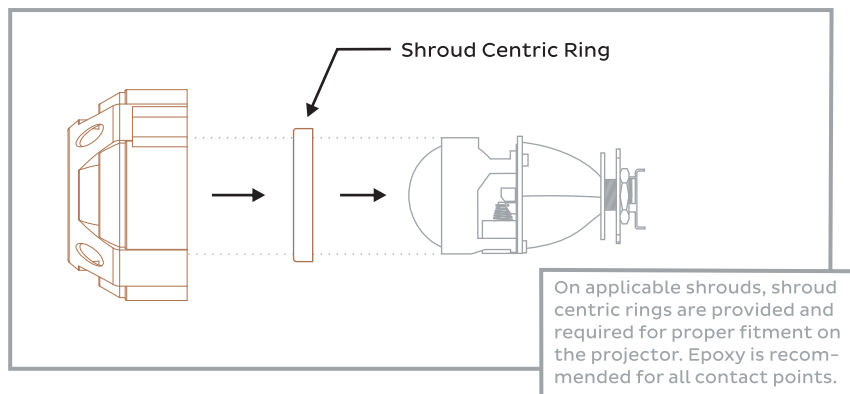 Shroud Centric Ring
On applicable shrouds, shroud
centric rings are provided and
required for proper fitment on
the projector. Epoxy is recom-
mended for all contact points.